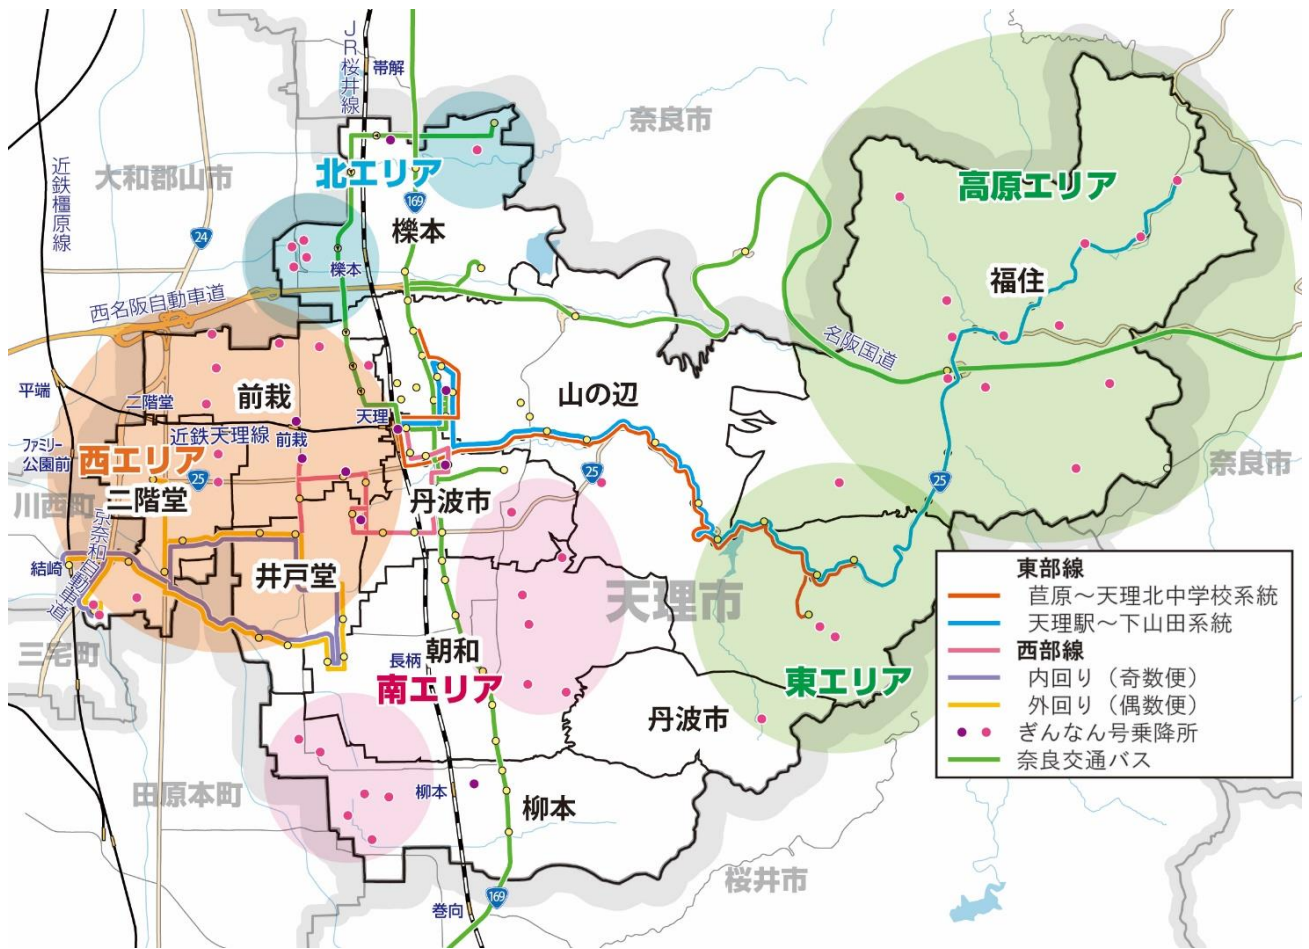 JR桜井線
帯解
奈良市
北エリア
大和郡山市
近鉄橿原線
169
24
櫟本
櫟本
高原エリア
福住
西名阪自動車道
名阪国道
平端
二階堂
前栽
天理
山の辺
近鉄天理線
前栽
ファミリー
公園前
西エリア
25
二階堂
川西町
丹波市
25
25
奈良市
京奈和自動車道
結崎
井戸堂
天理市
三宅町
長柄
朝和
南エリア
東エリア
丹波市
田原本町
柳本
柳本
桜井市
169
巻向
東部線
苣原～天理北中学校系統
天理駅～下山田系統
西部線
内回り（奇数便）
外回り（偶数便）
ぎんなん号乗降所
奈良交通バス